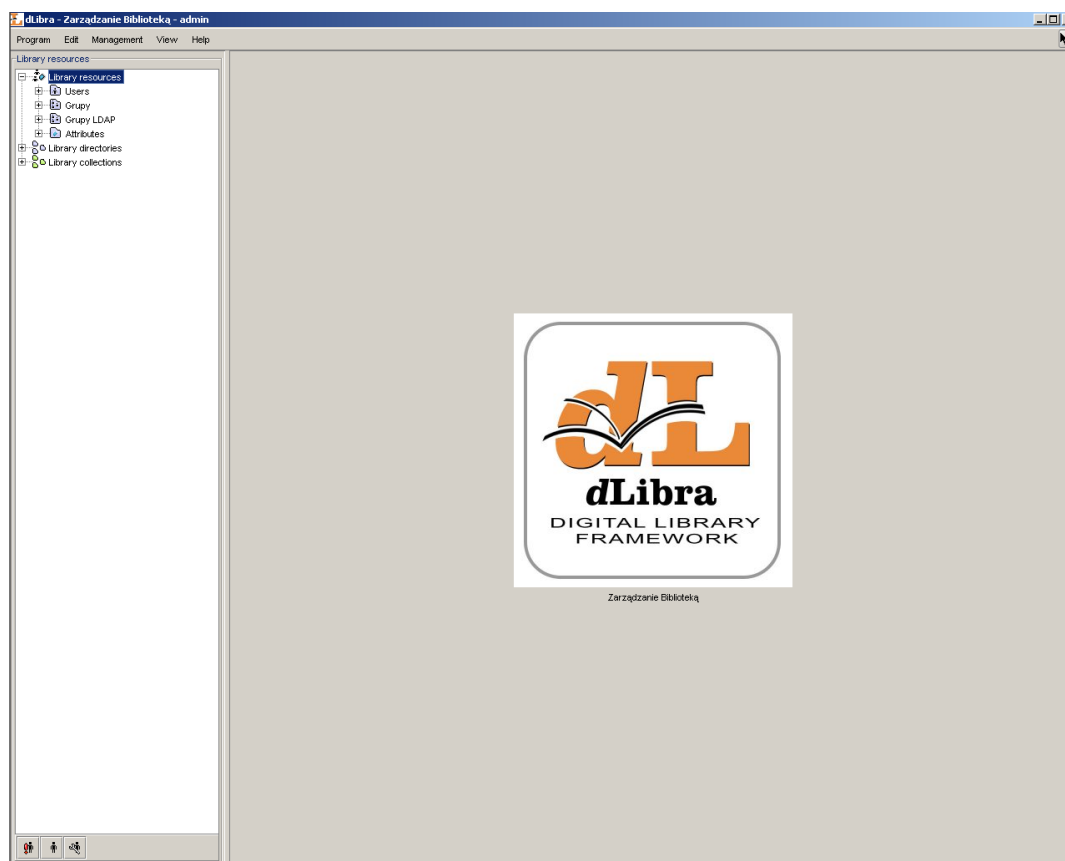 dLibra - Zarządzanie Biblioteką - admin
Program Edit Management View Help
Library resources
Library resources
Users
Grupy
Grupy LDAP
Attributes
Library directories
Library collections
dL
dLibra
DIGITAL LIBRARY
FRAMEWORK
Zarządzanie Biblioteką